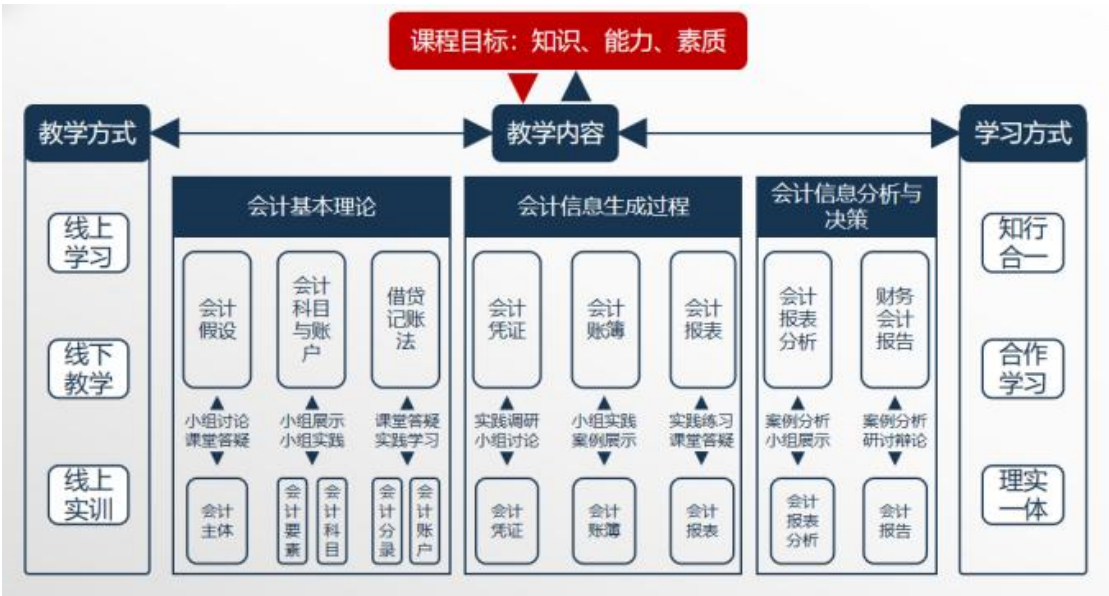 课程目标：知识、能力、素质
教学方式
教学内容
学习方式
线上
学习
线下
教学
线上
实训
会计基本理论
会计
假设
会计
科目
与账
户
借贷
记账
法
小组讨论
课堂答疑
小组展示
小组实践
课堂答疑
实践学习
会计
主体
会
计
要
素
会
计
科
目
会
计
分
录
会
计
账
户
会计信息生成过程
会计
凭证
会计
账簿
会计
报表
实践调研
小组讨论
小组实践
案例展示
实践练习
课堂答疑
会计
凭证
会计
账簿
会计
报表
会计信息分析与
决策
会计
报表
分析
财务
会计
报告
案例分析
小组展示
案例分析
研讨辩论
会计
报表
分析
会计
报告
知行
合一
合作
学习
理实
一体